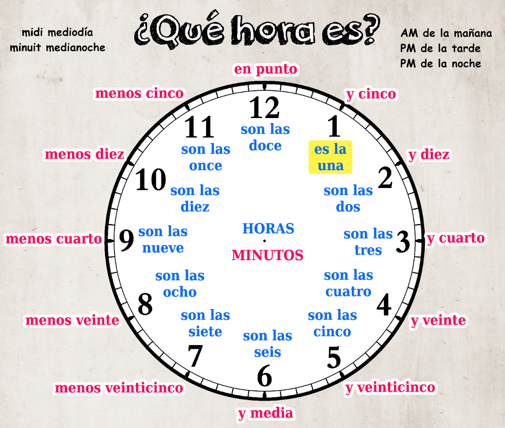 ¿Qué hora es?
midi mediodía
minuit medianoche
AM de la mañana
PM de la tarde
PM de la noche
en punto
menos cinco
y cinco
12
son las
doce
11
son las
once
1
es la
una
menos diez
y diez
10
son las
diez
2
son las
dos
menos cuarto
9
son las
nueve
HORAS
MINUTOS
son las
tres
3
y cuarto
son las
ocho
8
son las
cuatro
4
menos veinte
y veinte
son las
siete
7
son las
seis
6
son las
cinco
5
menos veinticinco
y veinticinco
y media